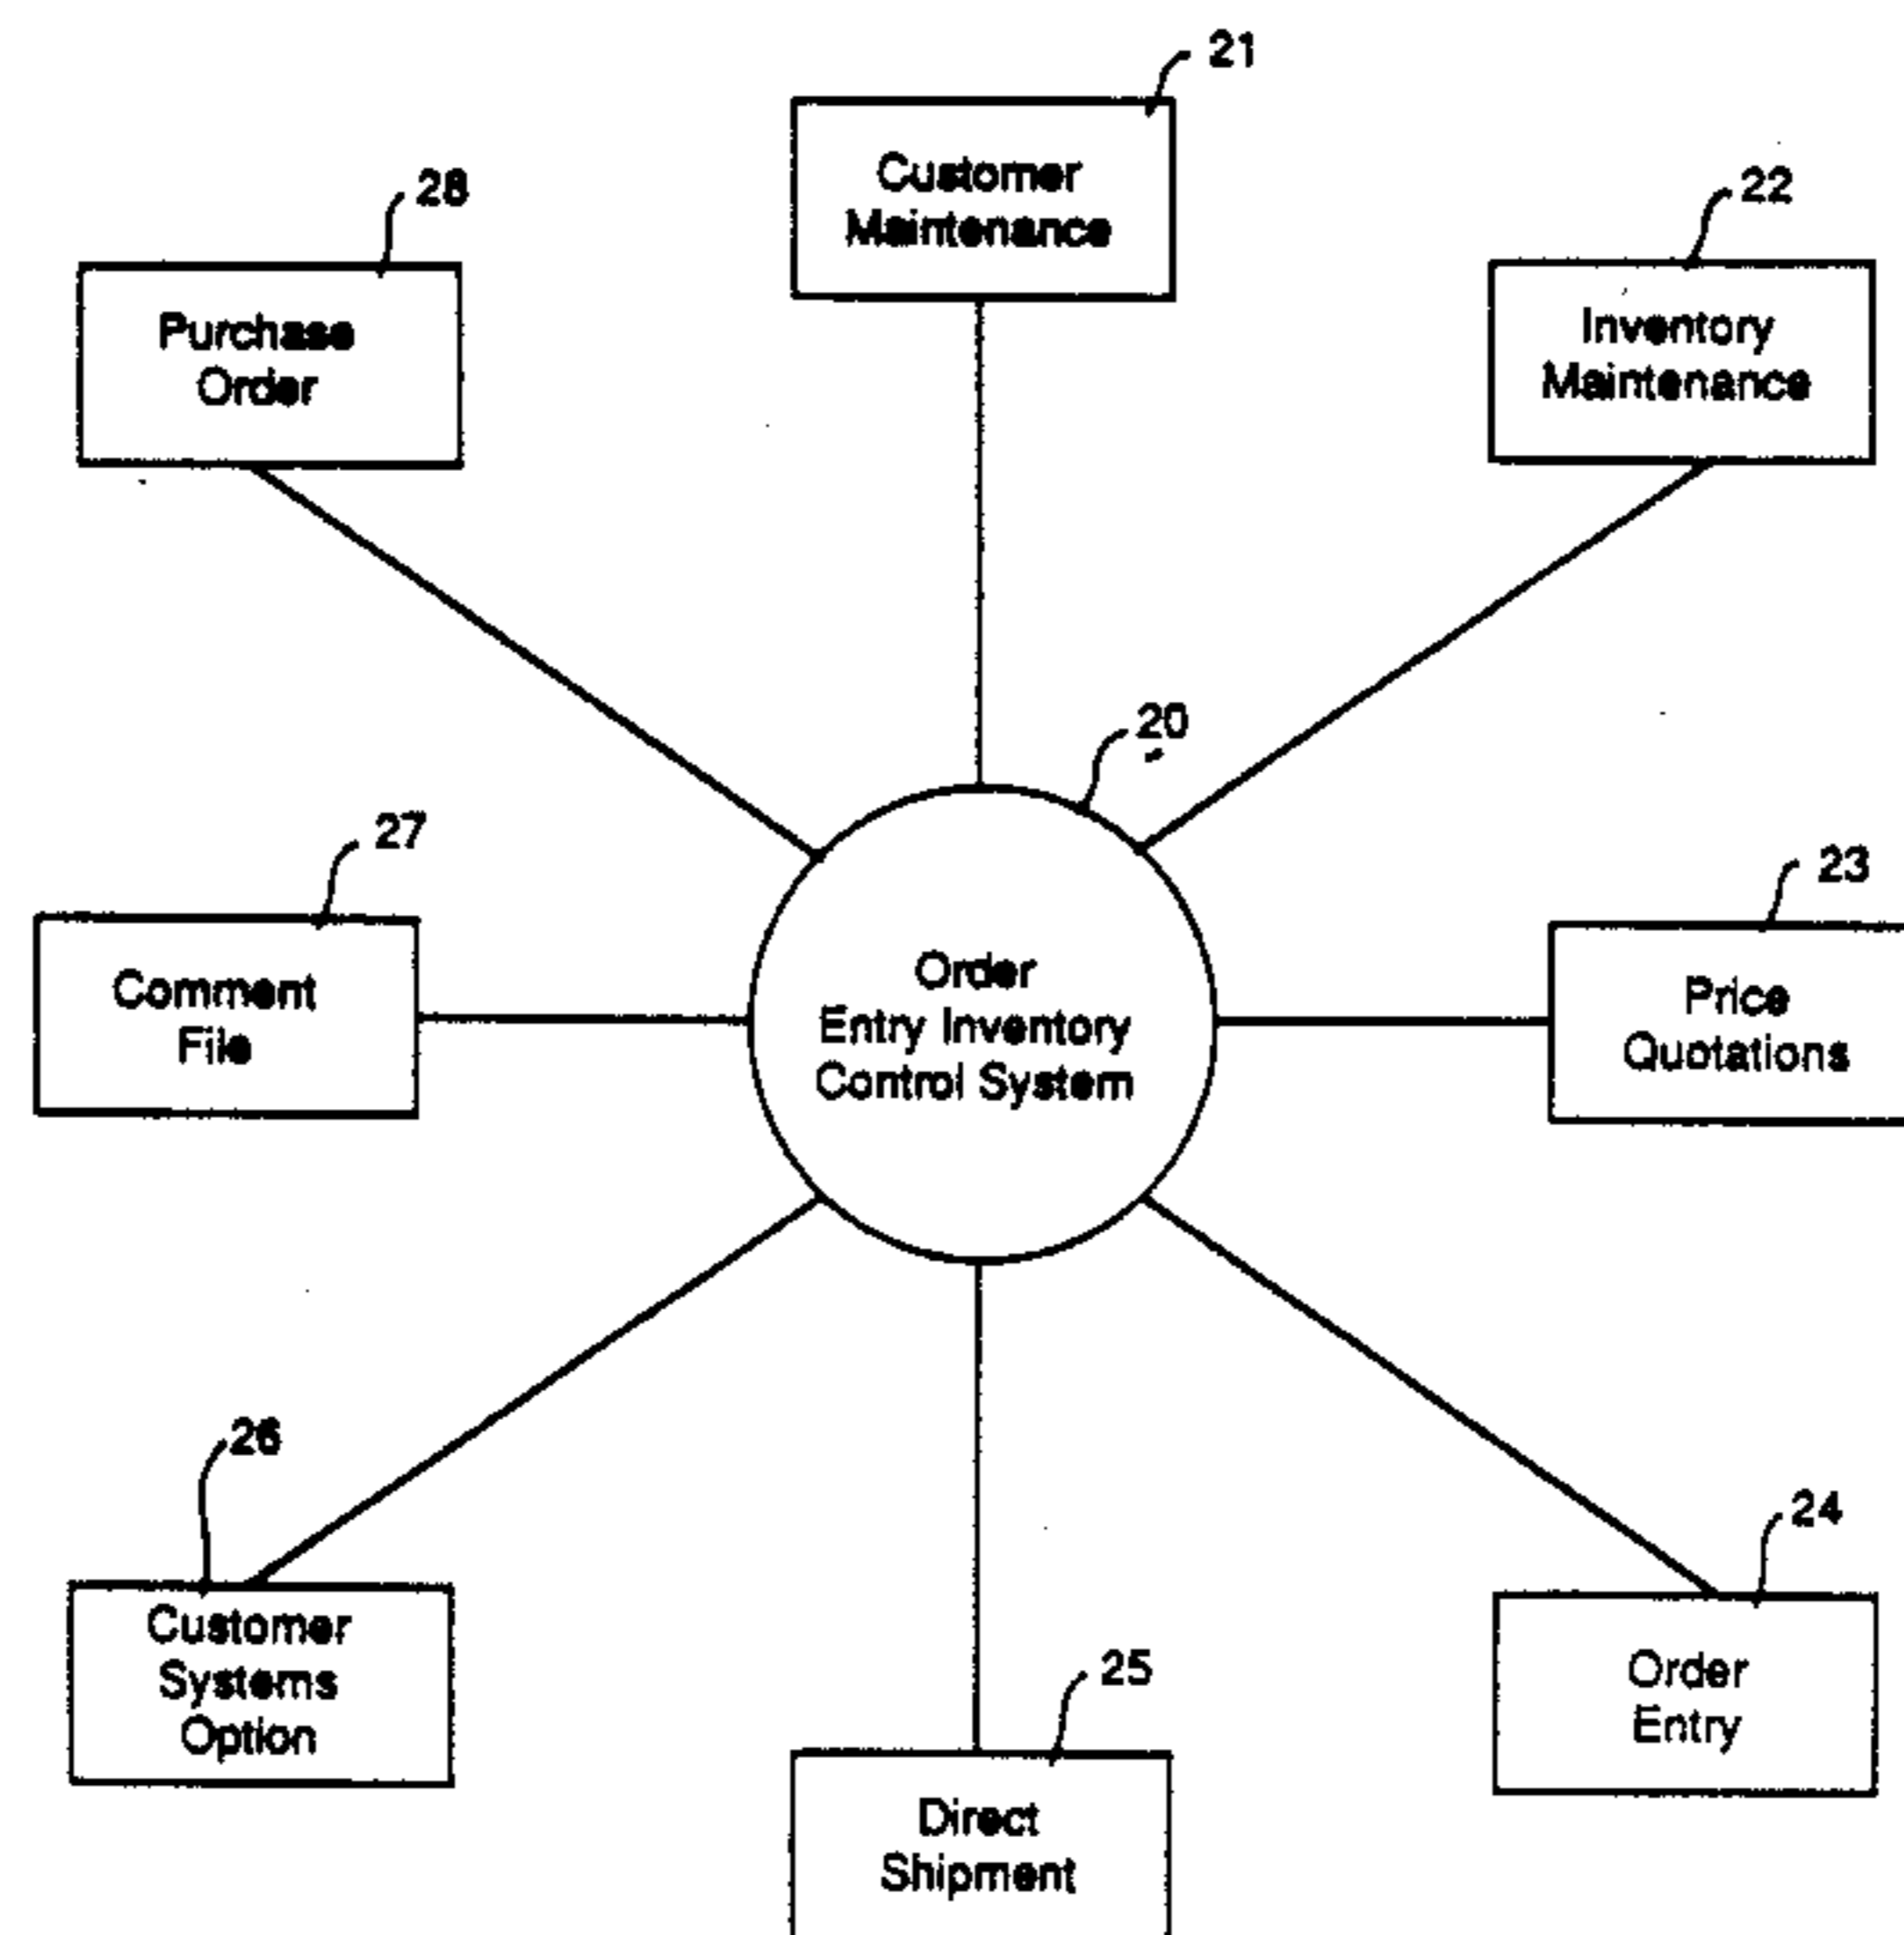 21
Customer
Maintenance
28
Purchase
Order
22
Inventory
Maintenance
20
Order
Entry Inventory
Control System
27
Comment
File
23
Price
Quotations
26
Customer
Systems
Option
25
Direct
Shipment
24
Order
Entry